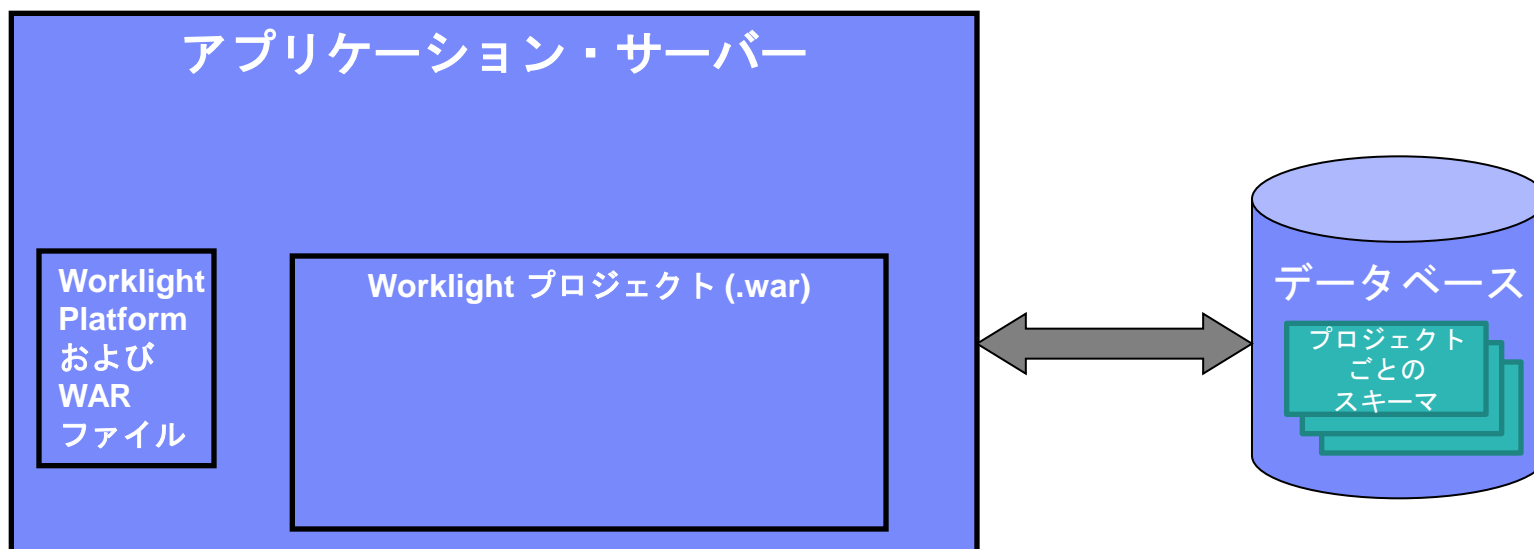 アプリケーション・サーバー
Worklight
Platform
および
WAR
ファイル
Worklight プロジェクト (.war)
データベース
プロジェクト
ごとの
スキーマ